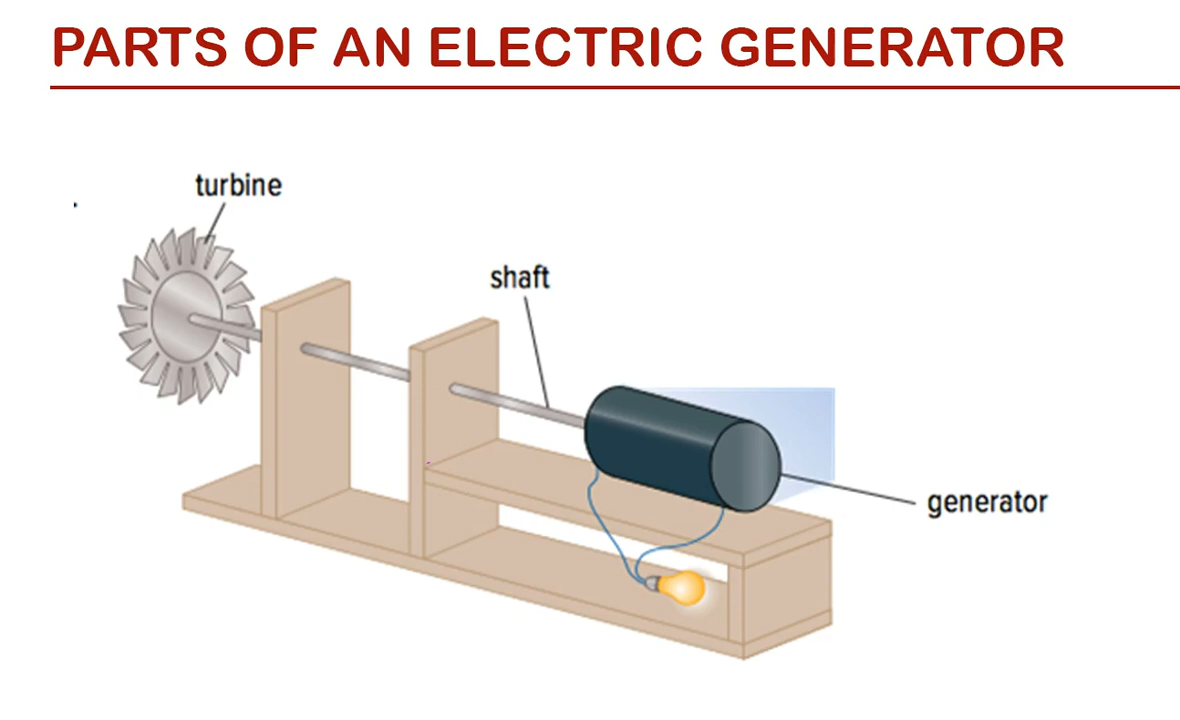 PARTS OF AN ELECTRIC GENERATOR
turbine
shaft
generator